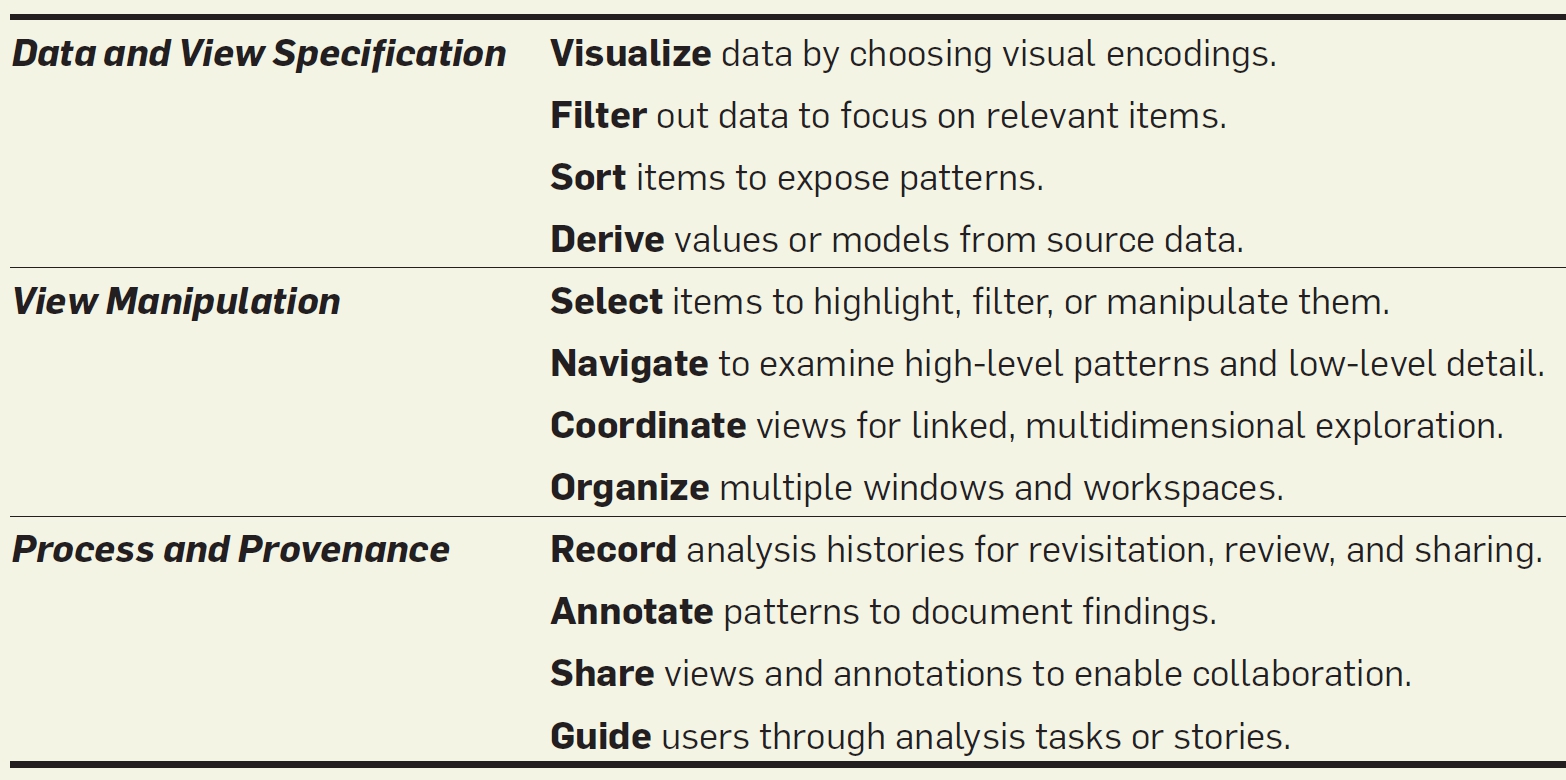 Data and View Specification Visualize data by choosing visual encodings.
Filter out data to focus on relevant items.
Sort items to expose patterns.
Derive values or models from source data.
View Manipulation Select items to highlight, filter, or manipulate them.
Navigate to examine high-level patterns and low-level detail.
Coordinate views for linked, multidimensional exploration.
Organize multiple windows and workspaces.
Process and Provenance Record analysis histories for revisitation, review, and sharing.
Annotate patterns to document findings.
Share views and annotations to enable collaboration.
Guide users through analysis tasks or stories.